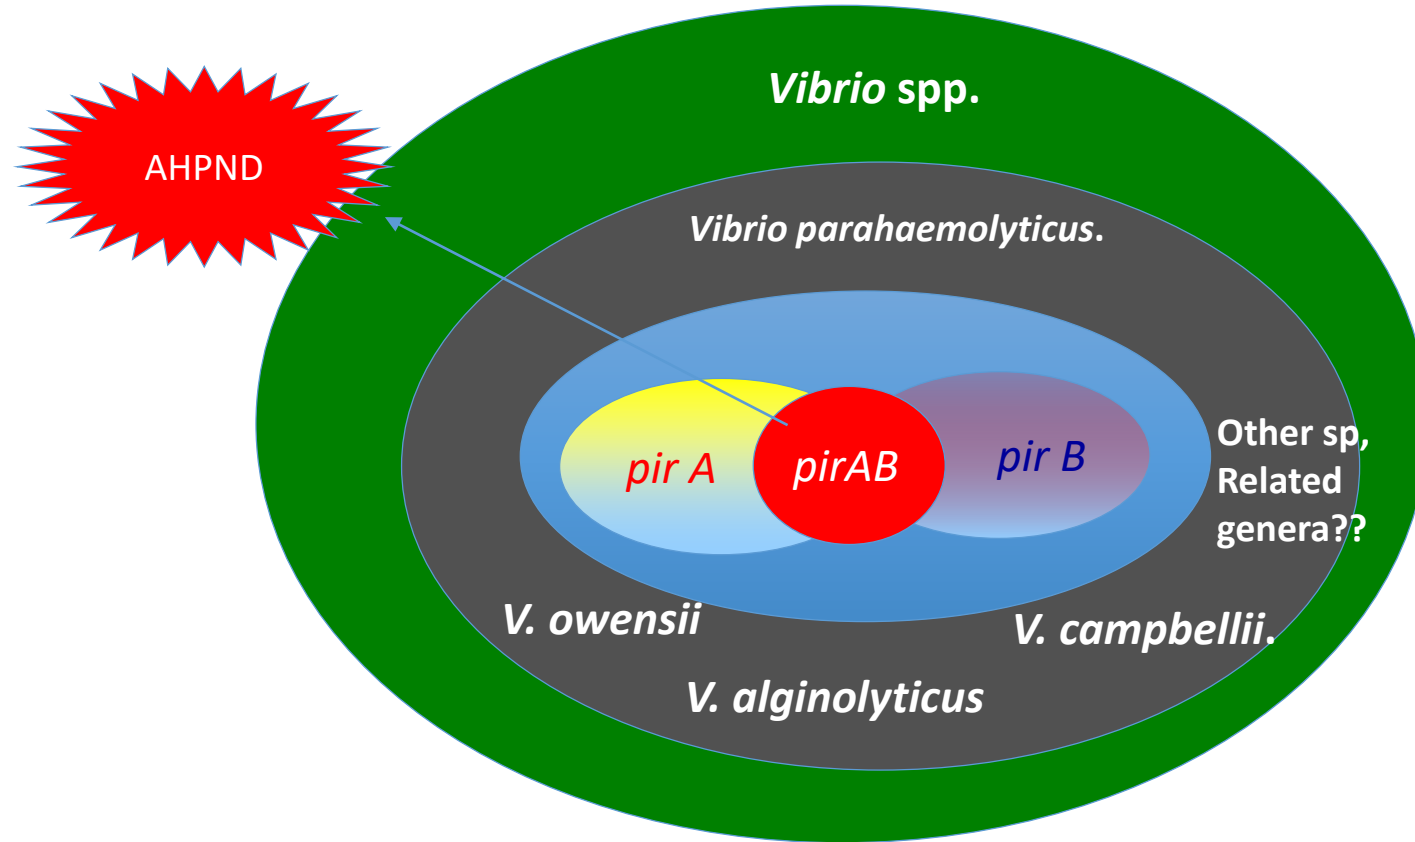 Vibrio spp.
AHPND
Vibrio parahaemolyticus.
pir A
pirAB
pir B
Other sp,
Related
genera??
V. owensii
V. campbellii.
V. alginolyticus